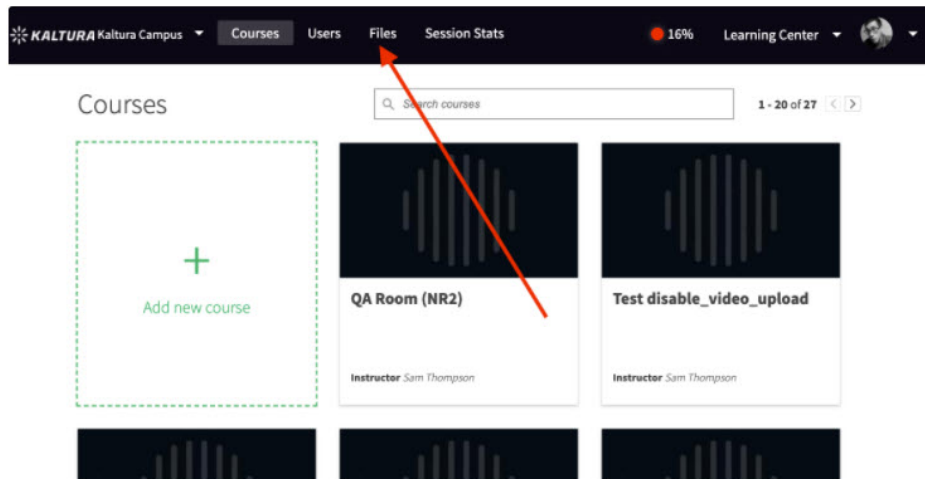 KALTURA Kaltura Campus Courses Users Files Session Stats 16% Learning Center
Courses
Search courses
1 - 20 of 27
+
Add new course
QA Room (NR2)
Test disable_video_upload
Instructor Sam Thompson
Instructor Sam Thompson